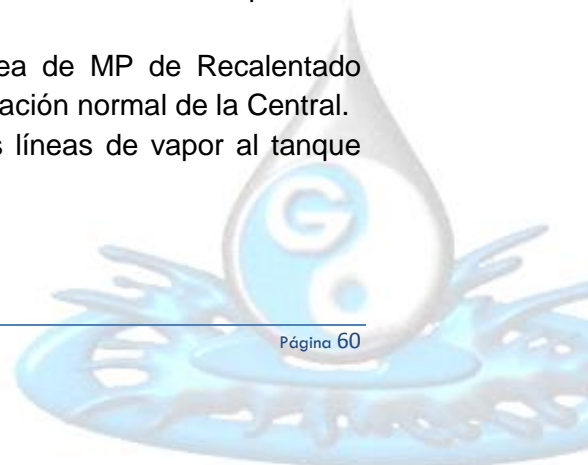 ea de MP de Recalentado
ación normal de la Central.
s líneas de vapor al tanque
G
Página 60